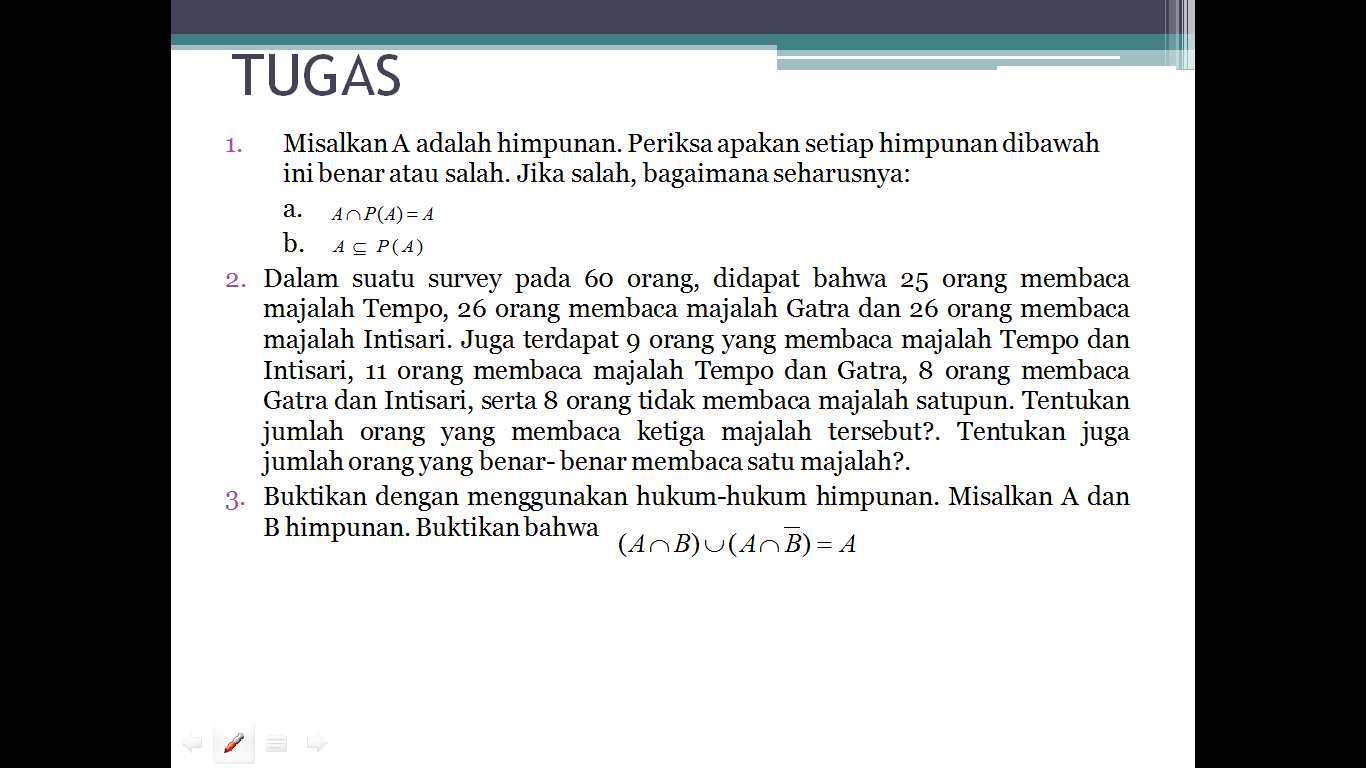 TUGAS
1. Misalkan A adalah himpunan. Periksa apakan setiap himpunan dibawah
ini benar atau salah. Jika salah, bagaimana seharusnya:
a. A ∩ P(A) = A
b. A ⊆ P(A)
2. Dalam suatu survey pada 60 orang, didapat bahwa 25 orang membaca
majalah Tempo, 26 orang membaca majalah Gatra dan 26 orang membaca
majalah Intisari. Juga terdapat 9 orang yang membaca majalah Tempo dan
Intisari, 11 orang membaca majalah Tempo dan Gatra, 8 orang membaca
Gatra dan Intisari, serta 8 orang tidak membaca majalah satupun. Tentukan
jumlah orang yang membaca ketiga majalah tersebut?. Tentukan juga
jumlah orang yang benar- benar membaca satu majalah?.
3. Buktikan dengan menggunakan hukum-hukum himpunan. Misalkan A dan
B himpunan. Buktikan bahwa (A ∩ B) ∪ (A ∩ B̅) = A